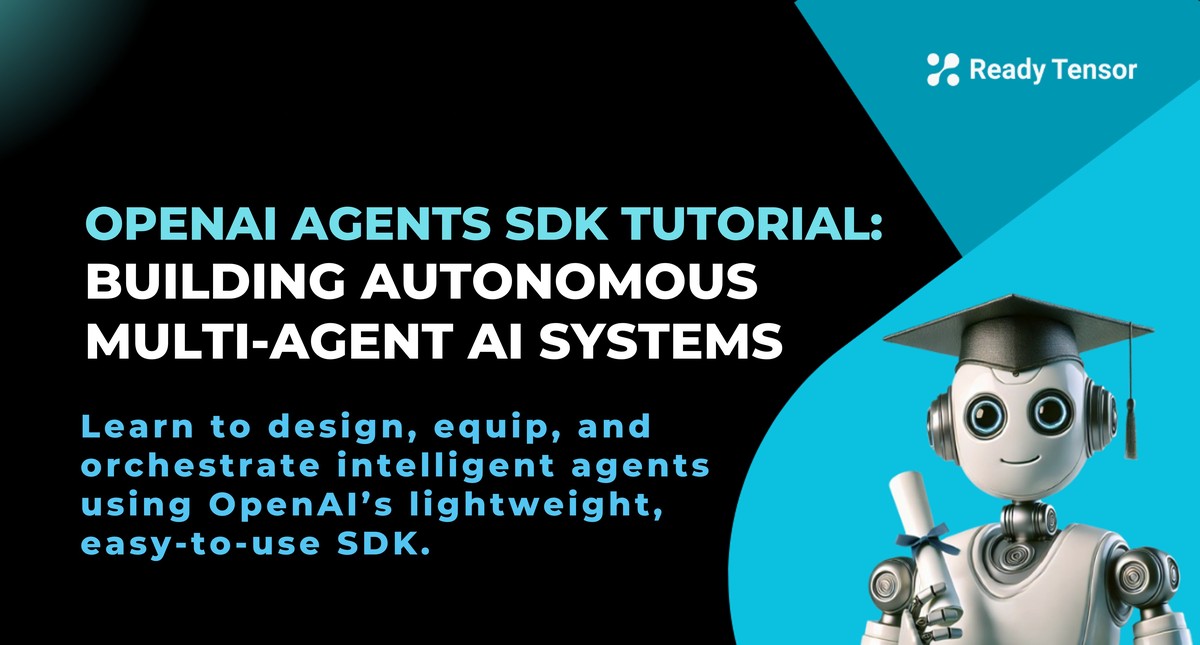 Ready Tensor
OPENAI AGENTS SDK TUTORIAL:
BUILDING AUTONOMOUS
MULTI-AGENT AI SYSTEMS
Learn to design, equip, and
orchestrate intelligent agents
using OpenAI’s lightweight,
easy-to-use SDK.